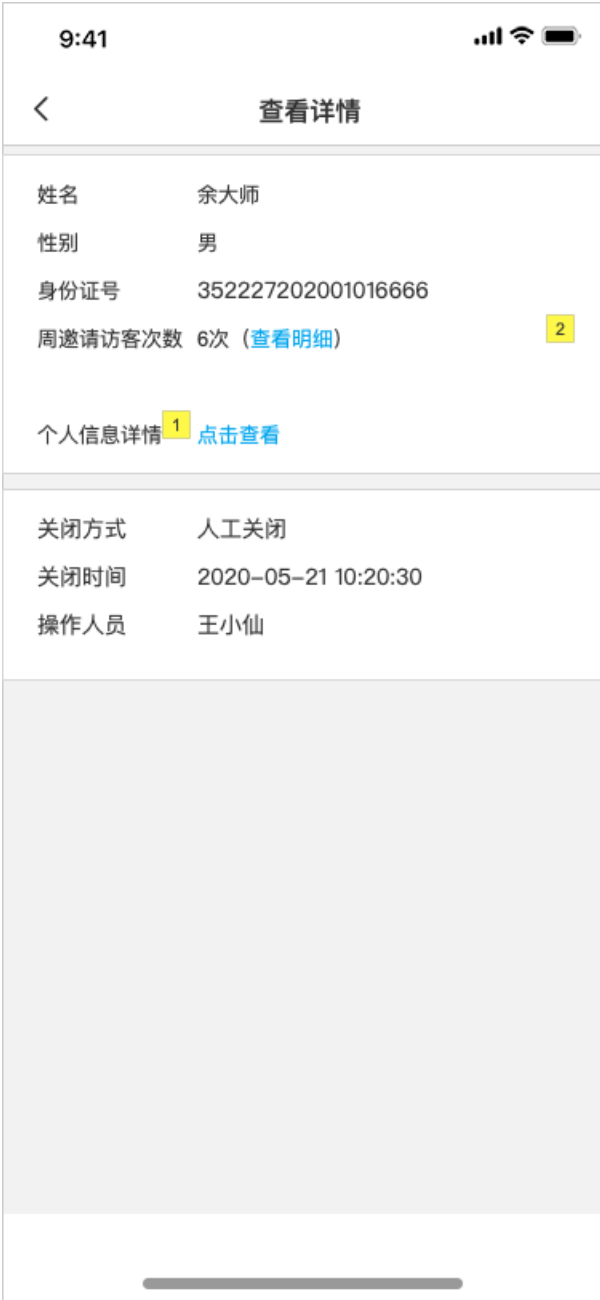 9:41
查看详情
姓名 余大师
性别 男
身份证号 352227202001016666
周邀请访客次数 6次（查看明细） 2
个人信息详情 1 点击查看
关闭方式 人工关闭
关闭时间 2020-05-21 10:20:30
操作人员 王小仙